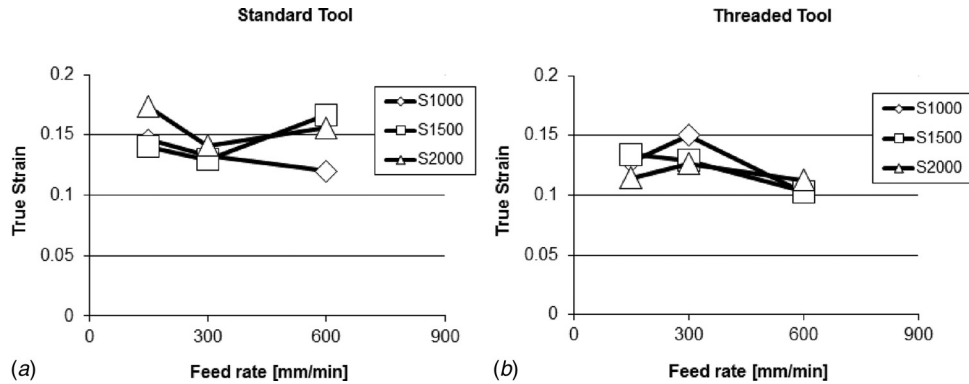 Standard Tool
0.2
0.15
0.1
0.05
0
True Strain
0 300 600 900
Feed rate [mm/min]
S1000
S1500
S2000
(a)
Threaded Tool
0.2
0.15
0.1
0.05
0
True Strain
0 300 600 900
Feed rate [mm/min]
S1000
S1500
S2000
(b)